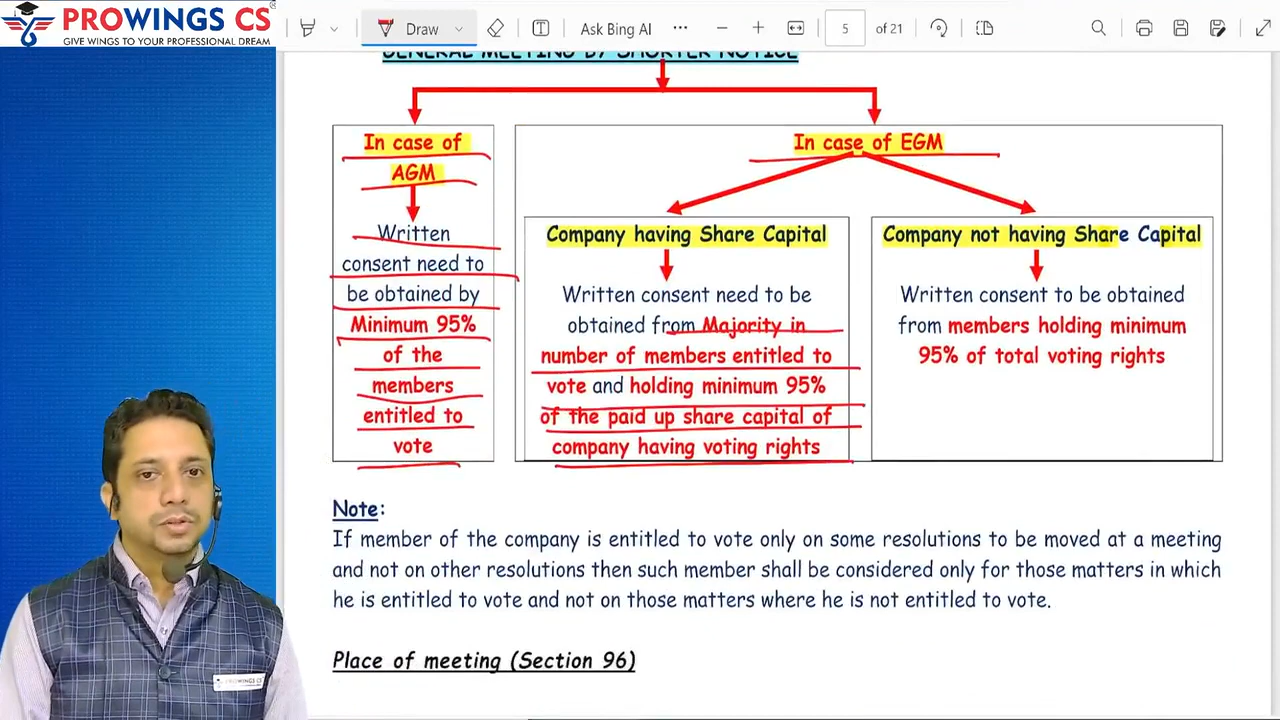 PROWINGS CS
GIVE WINGS TO YOUR PROFESSIONAL DREAM
Draw
Ask Bing AI
5
of 21
GENERAL MEETING BY SHORTER NOTICE
In case of
AGM
Written
consent need to
be obtained by
Minimum 95%
of the
members
entitled to
vote
In case of EGM
Company having Share Capital
Written consent need to be
obtained from Majority in
number of members entitled to
vote and holding minimum 95%
of the paid up share capital of
company having voting rights
Company not having Share Capital
Written consent to be obtained
from members holding minimum
95% of total voting rights
Note:
If member of the company is entitled to vote only on some resolutions to be moved at a meeting
and not on other resolutions then such member shall be considered only for those matters in which
he is entitled to vote and not on those matters where he is not entitled to vote.
Place of meeting (Section 96)
PROWINGS CS